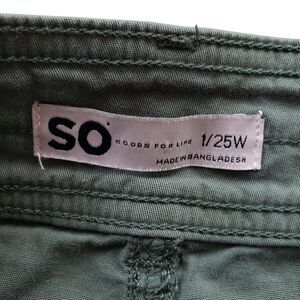 SO GOODS FOR LIFE 1/25W
MADE IN BANGLADESH